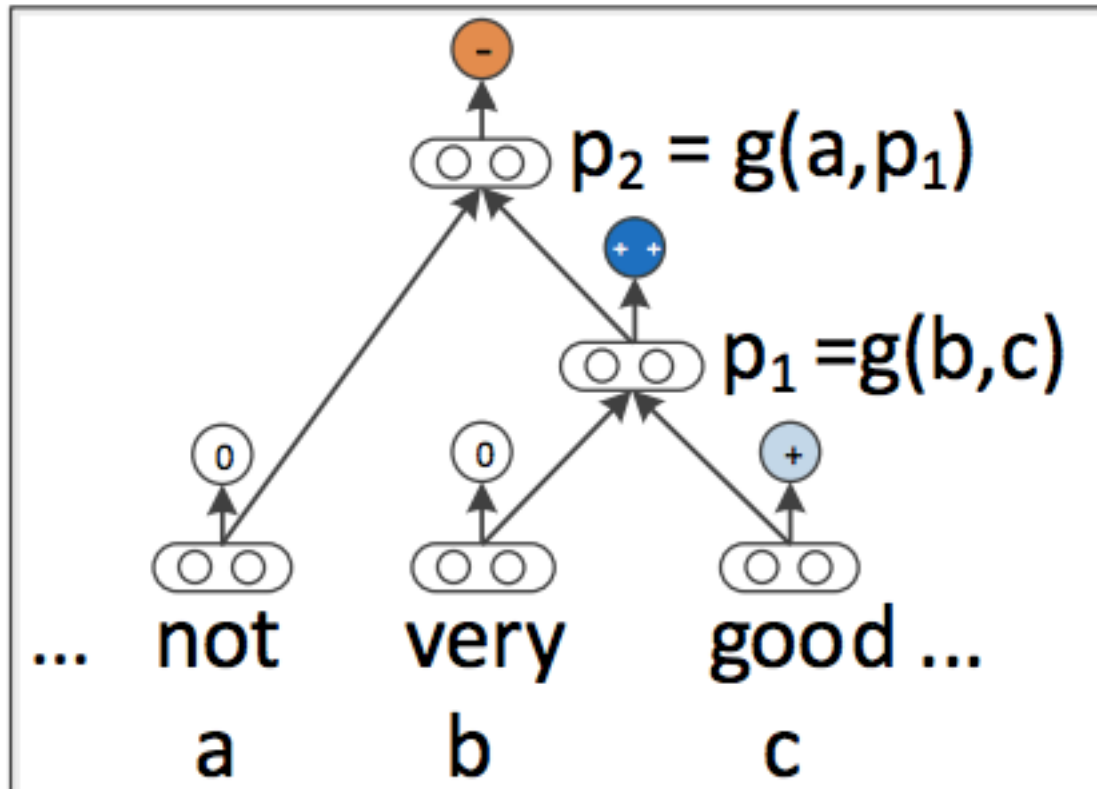 -
p₂ = g(a,p₁)
+ +
p₁ =g(b,c)
0 0 +
... not very good ...
a b c